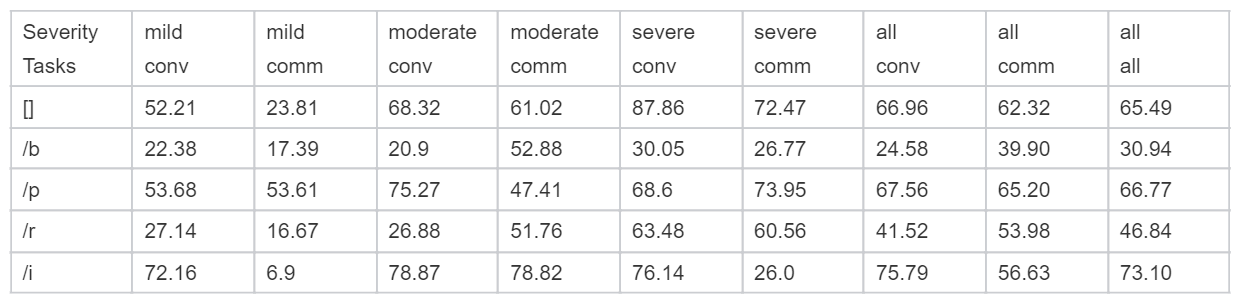 Severity mild mild moderate moderate severe severe all all all
Tasks conv comm conv comm conv comm conv comm all
[] 52.21 23.81 68.32 61.02 87.86 72.47 66.96 62.32 65.49
/b 22.38 17.39 20.9 52.88 30.05 26.77 24.58 39.90 30.94
/p 53.68 53.61 75.27 47.41 68.6 73.95 67.56 65.20 66.77
/r 27.14 16.67 26.88 51.76 63.48 60.56 41.52 53.98 46.84
/i 72.16 6.9 78.87 78.82 76.14 26.0 75.79 56.63 73.10